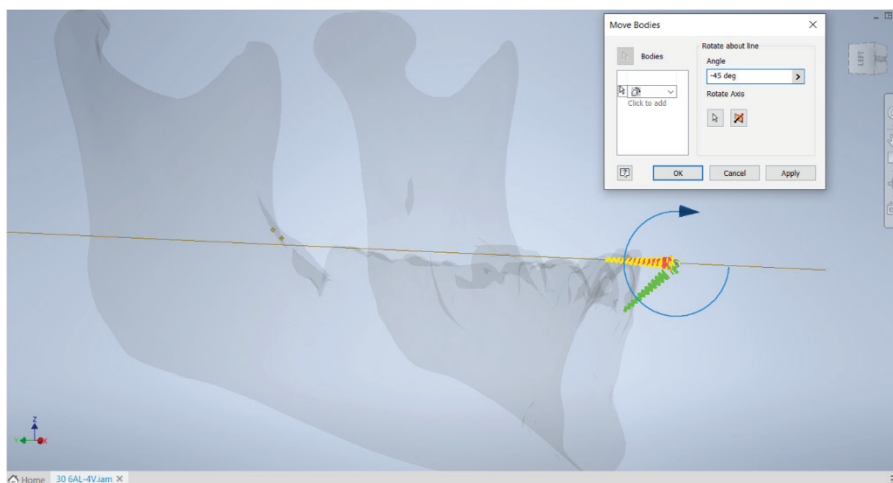 Move Bodies
Bodies
Click to add
Rotate about line
Angle
-45 deg
Rotate Axis
OK
Cancel
Apply
LEFT
Z
Y
X
Home
30 6AL-4V.iam